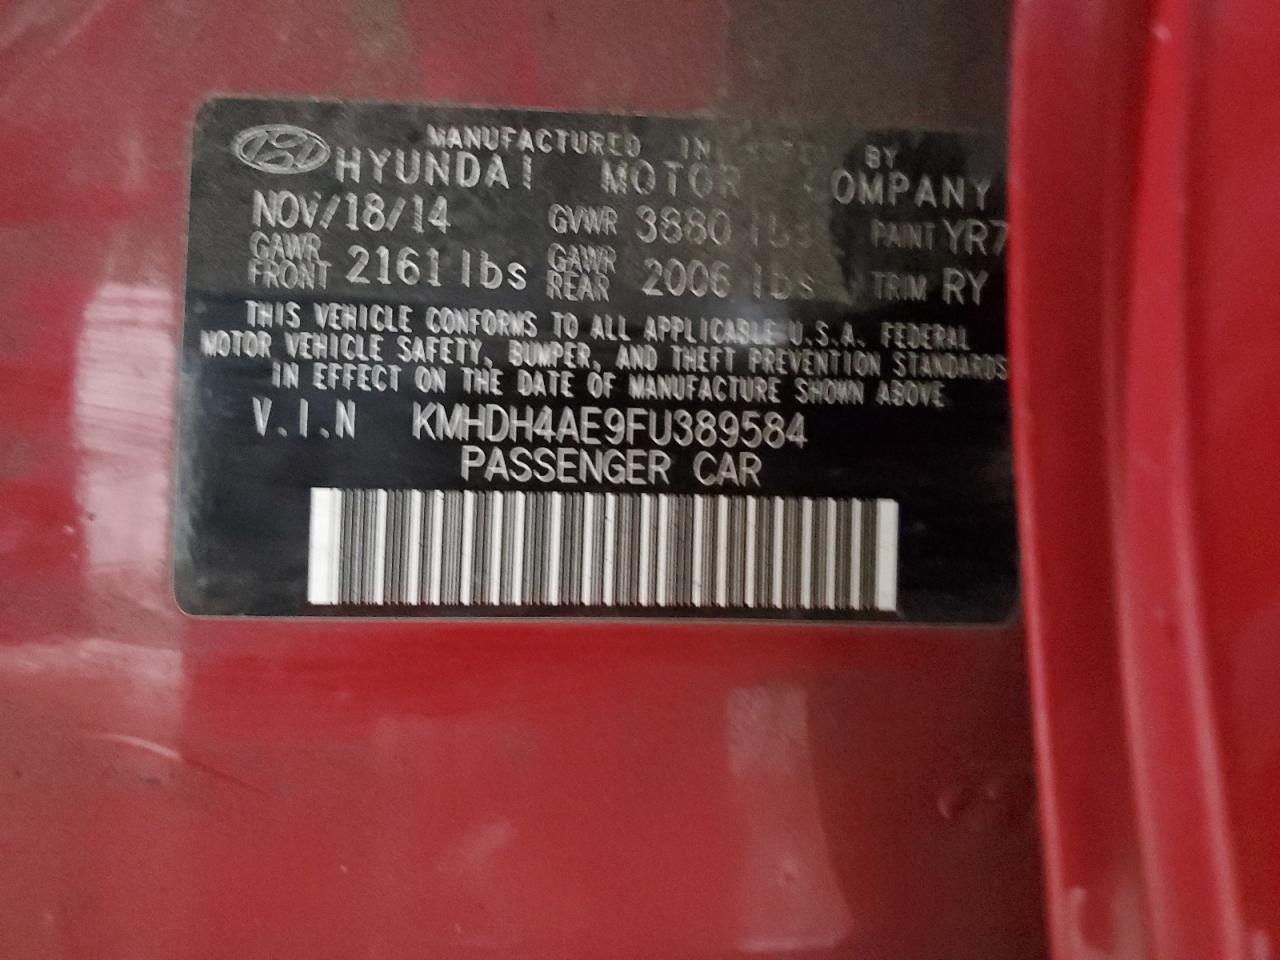 MANUFACTURED BY
HYUNDAI MOTOR COMPANY
NOV/18/14 GVWR 3880 lbs PAINT YR7
GAWR FRONT 2161 lbs GAWR REAR 2006 lbs TRIM RY
THIS VEHICLE CONFORMS TO ALL APPLICABLE U.S.A. FEDERAL
MOTOR VEHICLE SAFETY, BUMPER, AND THEFT PREVENTION STANDARDS
IN EFFECT ON THE DATE OF MANUFACTURE SHOWN ABOVE
V.I.N KMHDH4AE9FU389584
PASSENGER CAR